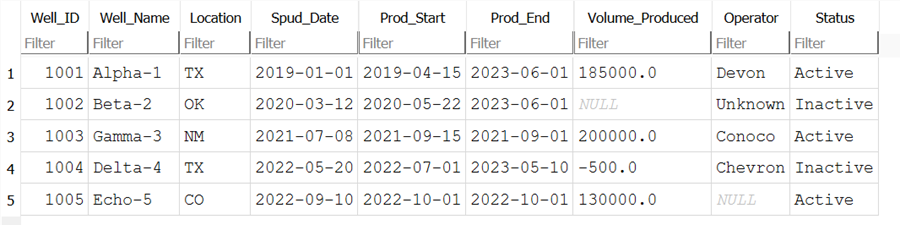 Well_ID Well_Name Location Spud_Date Prod_Start Prod_End Volume_Produced Operator Status
Filter Filter Filter Filter Filter Filter Filter Filter Filter
1 1001 Alpha-1 TX 2019-01-01 2019-04-15 2023-06-01 185000.0 Devon Active
2 1002 Beta-2 OK 2020-03-12 2020-05-22 2023-06-01 NULL Unknown Inactive
3 1003 Gamma-3 NM 2021-07-08 2021-09-15 2021-09-01 200000.0 Conoco Active
4 1004 Delta-4 TX 2022-05-20 2022-07-01 2023-05-10 -500.0 Chevron Inactive
5 1005 Echo-5 CO 2022-09-10 2022-10-01 2022-10-01 130000.0 NULL Active